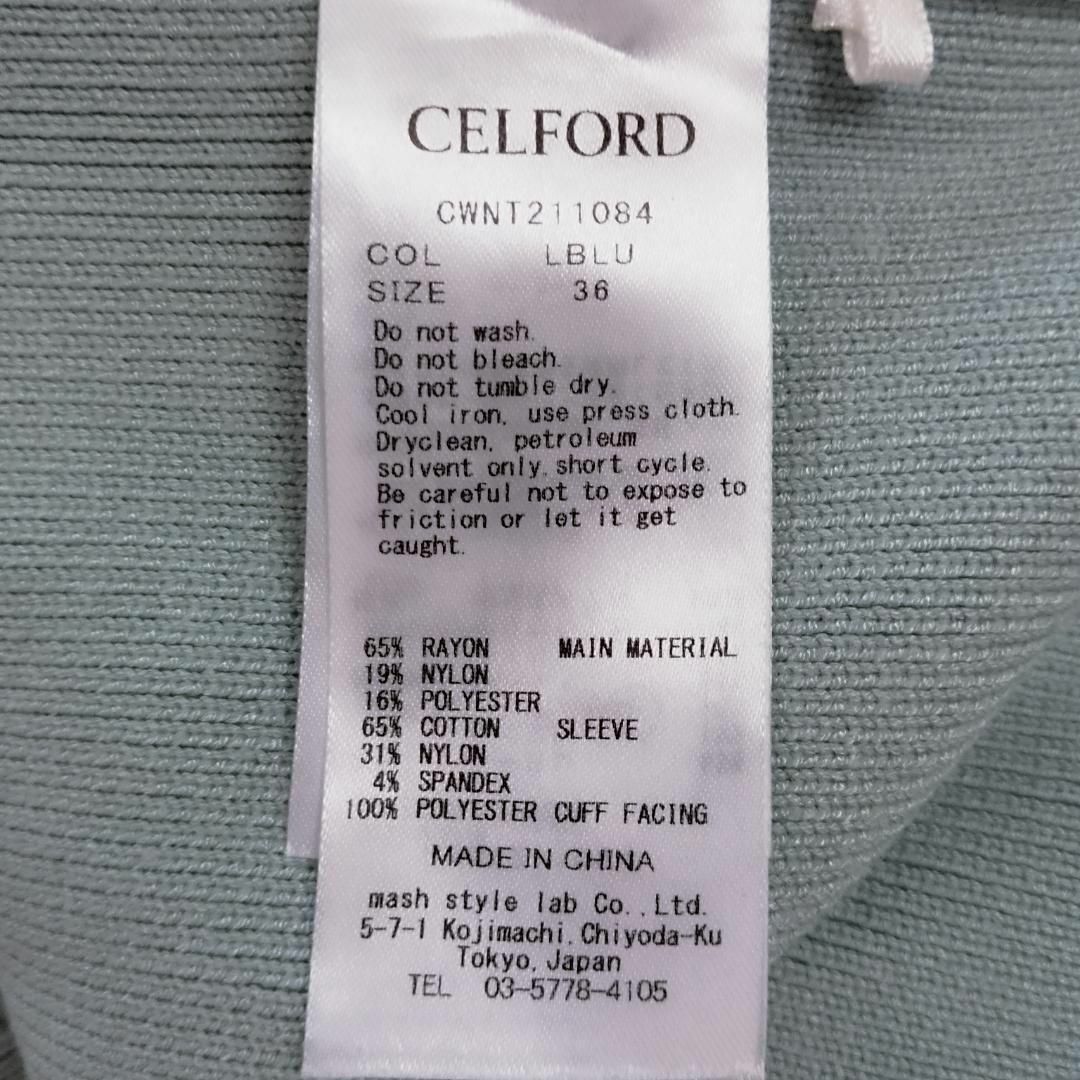 CELFORD
CWNT211084
COL LBLU
SIZE 36
Do not wash.
Do not bleach.
Do not tumble dry.
Cool iron, use press cloth.
Dryclean, petroleum
solvent only, short cycle.
Be careful not to expose to
friction or let it get
caught.
65% RAYON MAIN MATERIAL
19% NYLON
16% POLYESTER
65% COTTON SLEEVE
31% NYLON
4% SPANDEX
100% POLYESTER CUFF FACING
MADE IN CHINA
mash style lab Co.,Ltd.
5-7-1 Kojimachi,Chiyoda-Ku
Tokyo,Japan
TEL 03-5778-4105